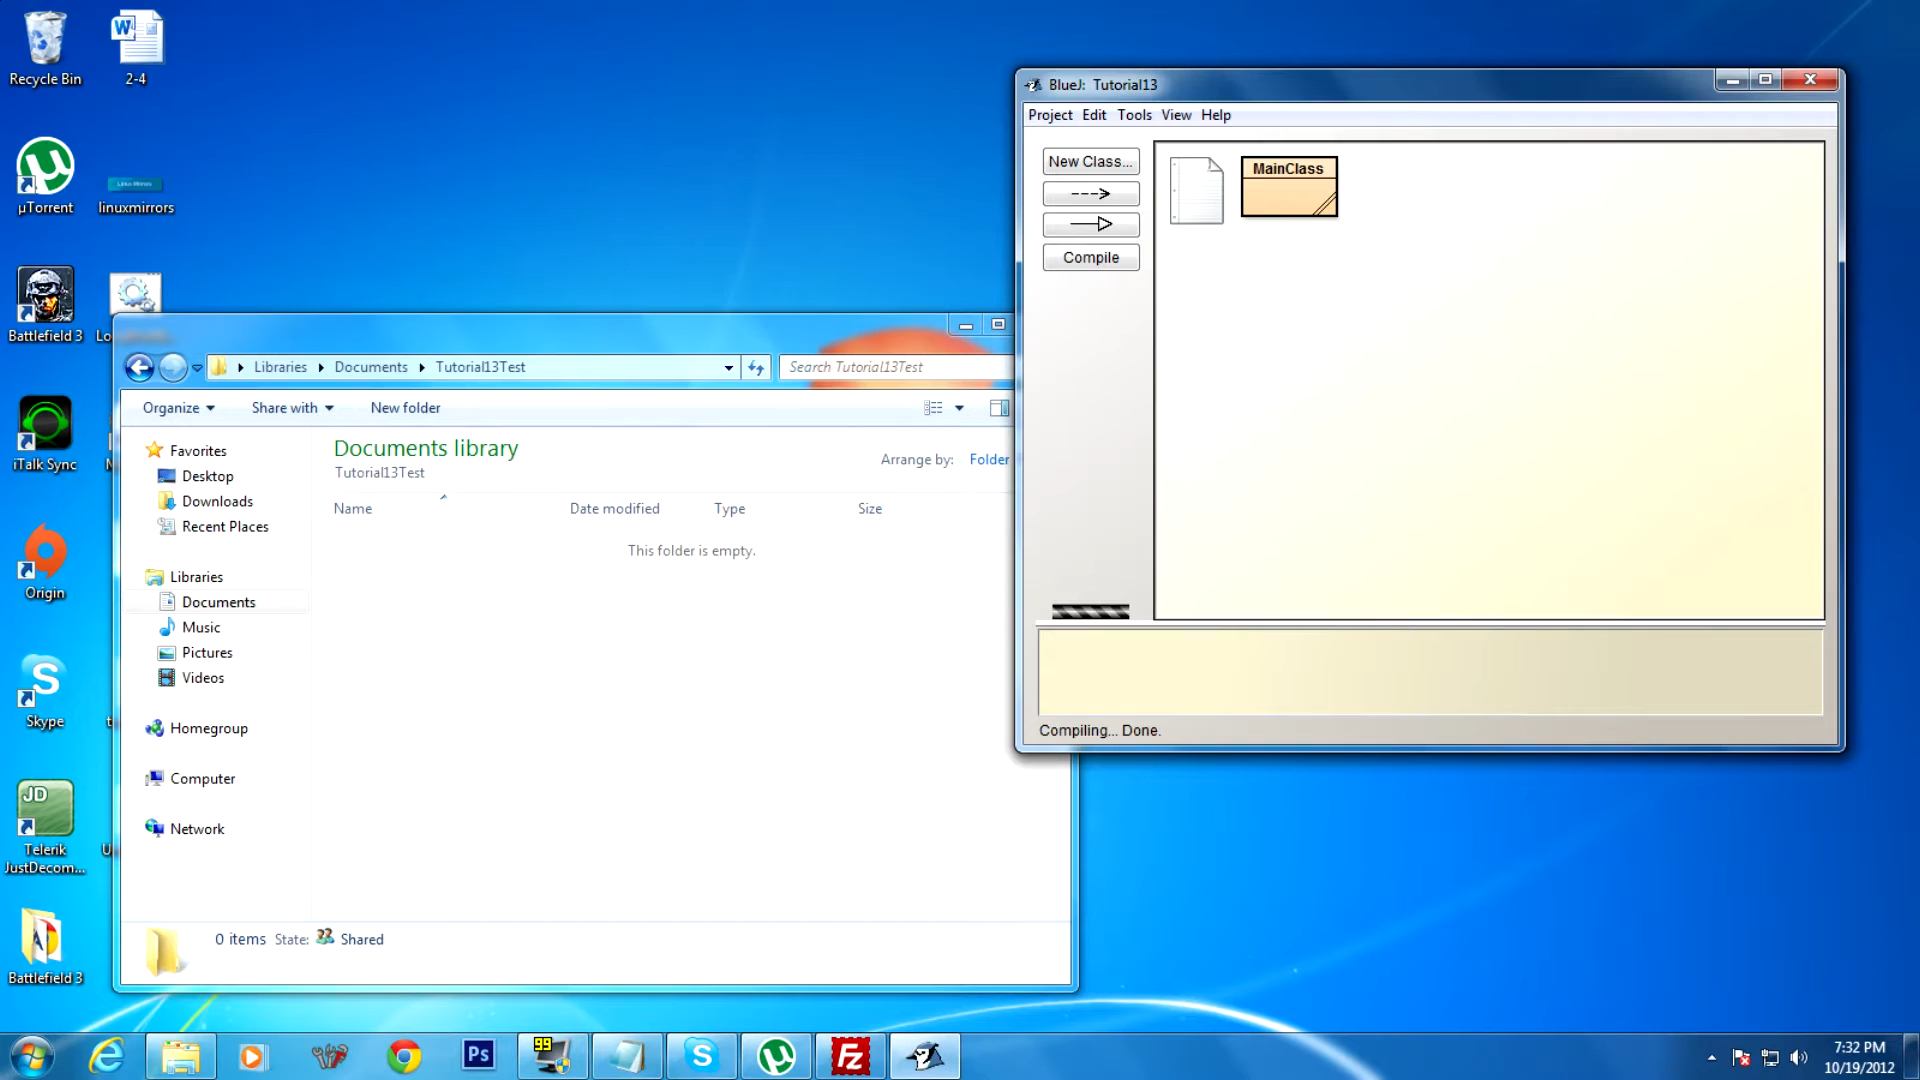 Recycle Bin
2-4
µTorrent
linuxmirrors
Battlefield 3
Lo
iTalk Sync
Origin
Skype
JD
Telerik
JustDecom...
Battlefield 3
Libraries
Documents
Tutorial13Test
Search Tutorial13Test
Organize
Share with
New folder
Favorites
Desktop
Downloads
Recent Places
Libraries
Documents
Music
Pictures
Videos
Homegroup
Computer
Network
Documents library
Tutorial13Test
Arrange by: Folder
Name
Date modified
Type
Size
This folder is empty.
0 items State: Shared
BlueJ: Tutorial13
Project Edit Tools View Help
New Class...
Compile
MainClass
Compiling... Done.
Ps
99
7:32 PM
10/19/2012